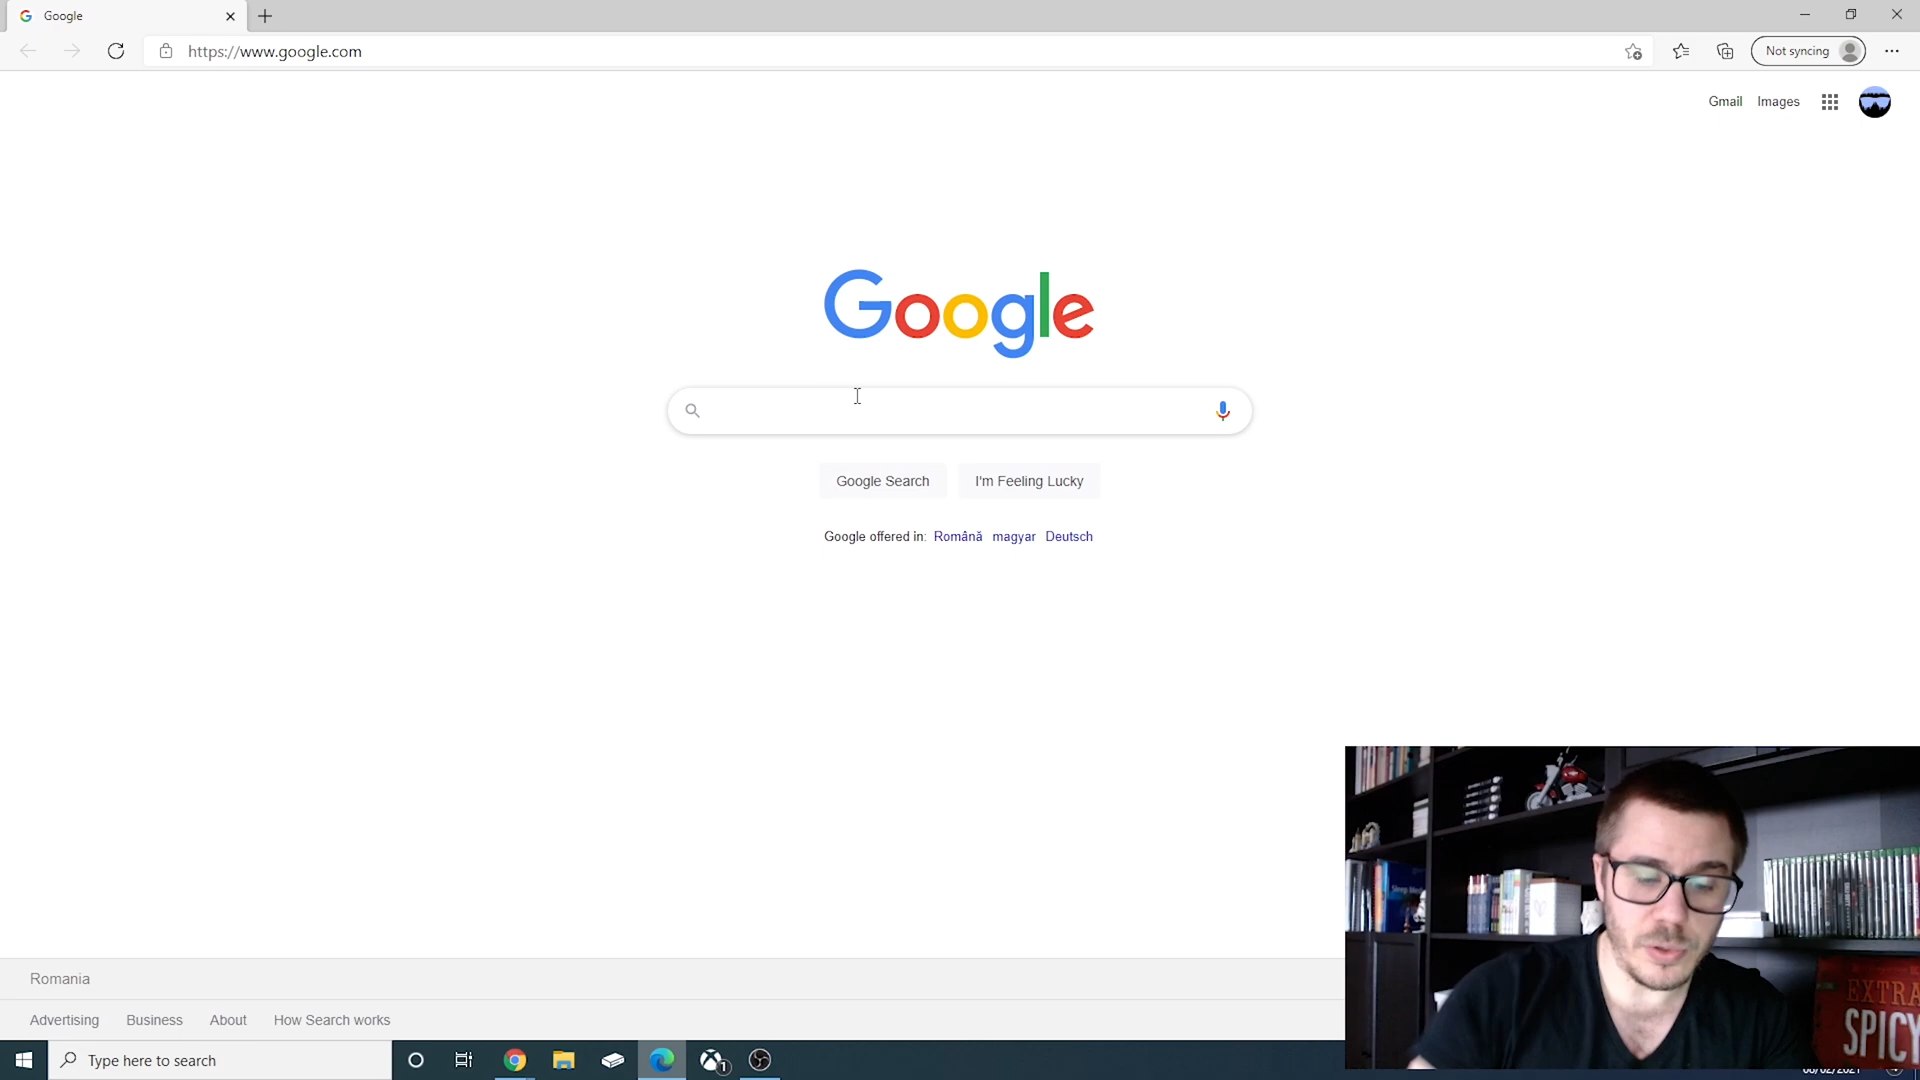 Google
https://www.google.com
Not syncing
Gmail Images
Google
Google Search I'm Feeling Lucky
Google offered in: Română magyar Deutsch
Romania
Advertising Business About How Search works
EXTRA
SPICY
Type here to search
1